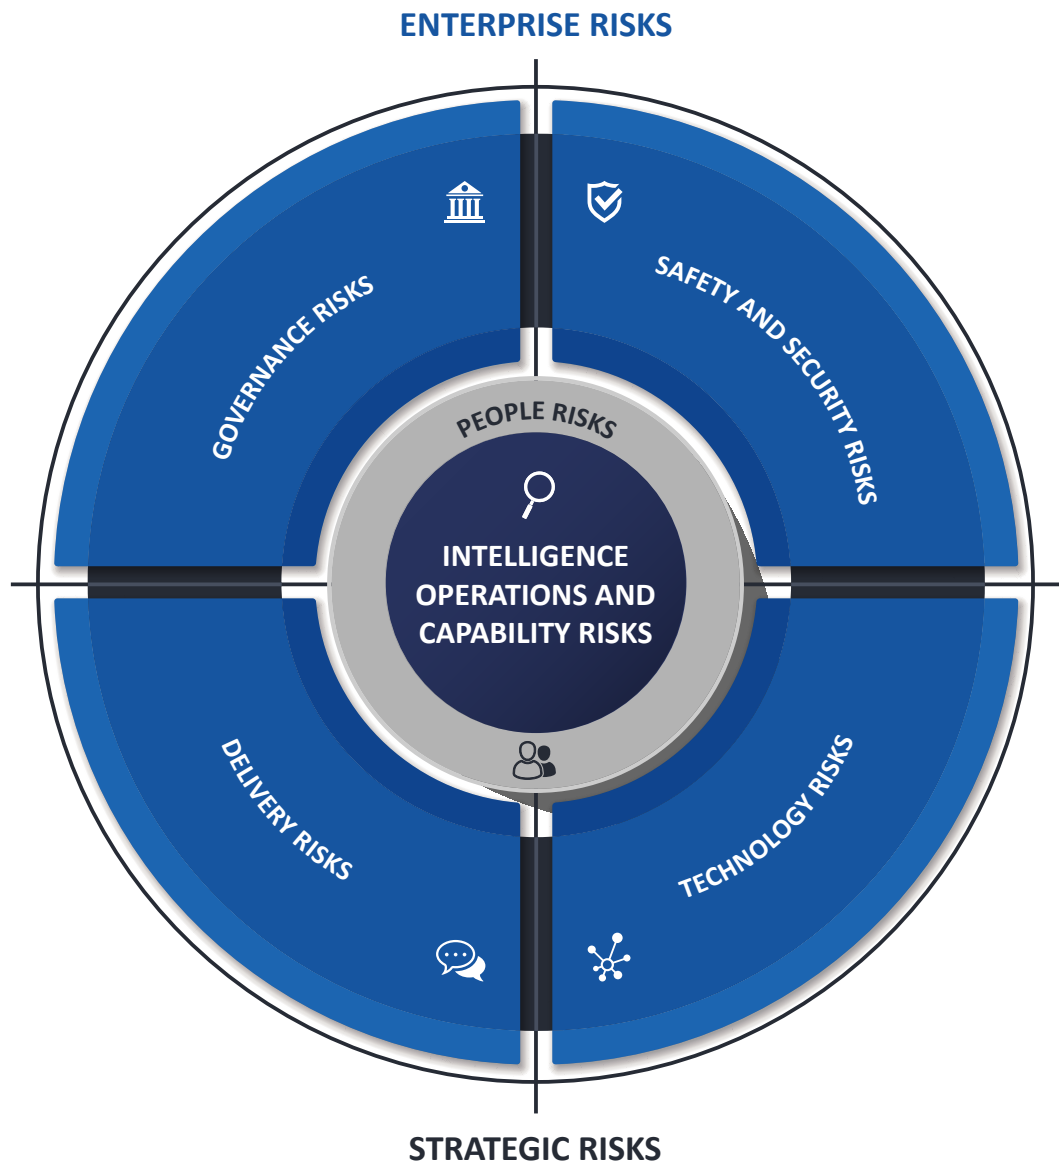 ENTERPRISE RISKS
GOVERNANCE RISKS
SAFETY AND SECURITY RISKS
PEOPLE RISKS
INTELLIGENCE
OPERATIONS AND
CAPABILITY RISKS
DELIVERY RISKS
TECHNOLOGY RISKS
STRATEGIC RISKS